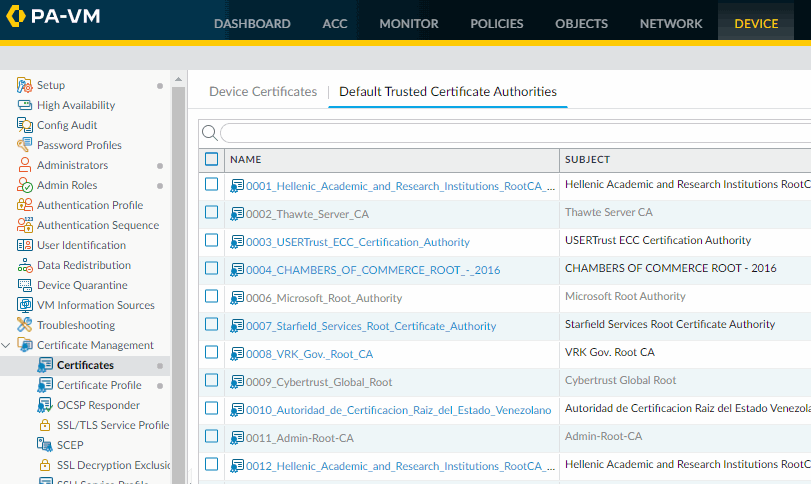 PA-VM
DASHBOARD ACC MONITOR POLICIES OBJECTS NETWORK DEVICE
Setup
High Availability
Config Audit
Password Profiles
Administrators
Admin Roles
Authentication Profile
Authentication Sequence
User Identification
Data Redistribution
Device Quarantine
VM Information Sources
Troubleshooting
Certificate Management
Certificates
Certificate Profile
OCSP Responder
SSL/TLS Service Profile
SCEP
SSL Decryption Exclusio
SSH Service Profile
Device Certificates Default Trusted Certificate Authorities
NAME SUBJECT
0001_Hellenic_Academic_and_Research_Institutions_RootCA_... Hellenic Academic and Research Institutions RootC
0002_Thawte_Server_CA Thawte Server CA
0003_USERTrust_ECC_Certification_Authority USERTrust ECC Certification Authority
0004_CHAMBERS_OF_COMMERCE_ROOT_-_2016 CHAMBERS OF COMMERCE ROOT - 2016
0006_Microsoft_Root_Authority Microsoft Root Authority
0007_Starfield_Services_Root_Certificate_Authority Starfield Services Root Certificate Authority
0008_VRK_Gov._Root_CA VRK Gov. Root CA
0009_Cybertrust_Global_Root Cybertrust Global Root
0010_Autoridad_de_Certificacion_Raiz_del_Estado_Venezolano Autoridad de Certificacion Raiz del Estado Venezo
0011_Admin-Root-CA Admin-Root-CA
0012_Hellenic_Academic_and_Research_Institutions_RootCA_... Hellenic Academic and Research Institutions RootC